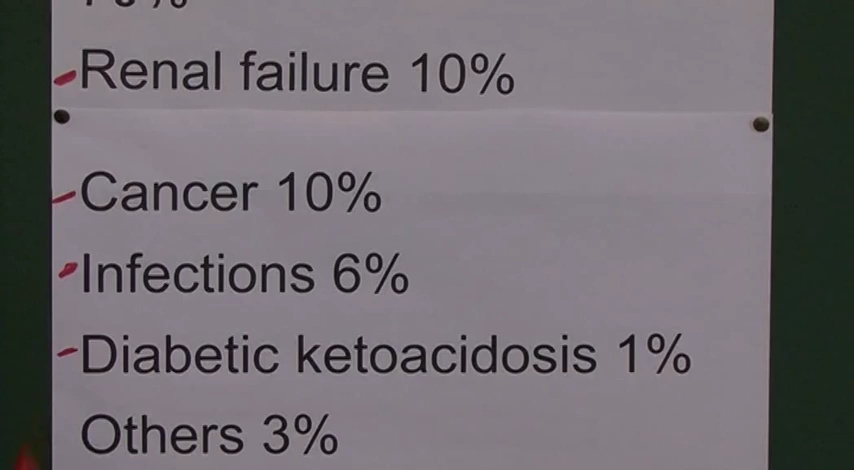 Renal failure 10%
Cancer 10%
Infections 6%
Diabetic ketoacidosis 1%
Others 3%